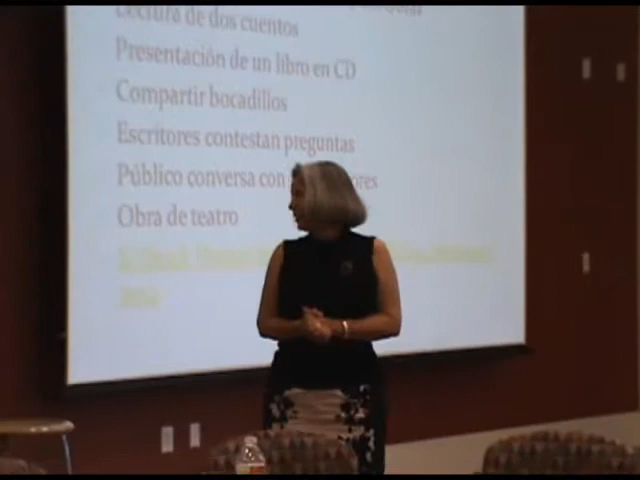 Lectura de dos cuentos
Presentación de un libro en CD
Compartir bocadillos
Escritores contestan preguntas
Público conversa con
Obra de teatro